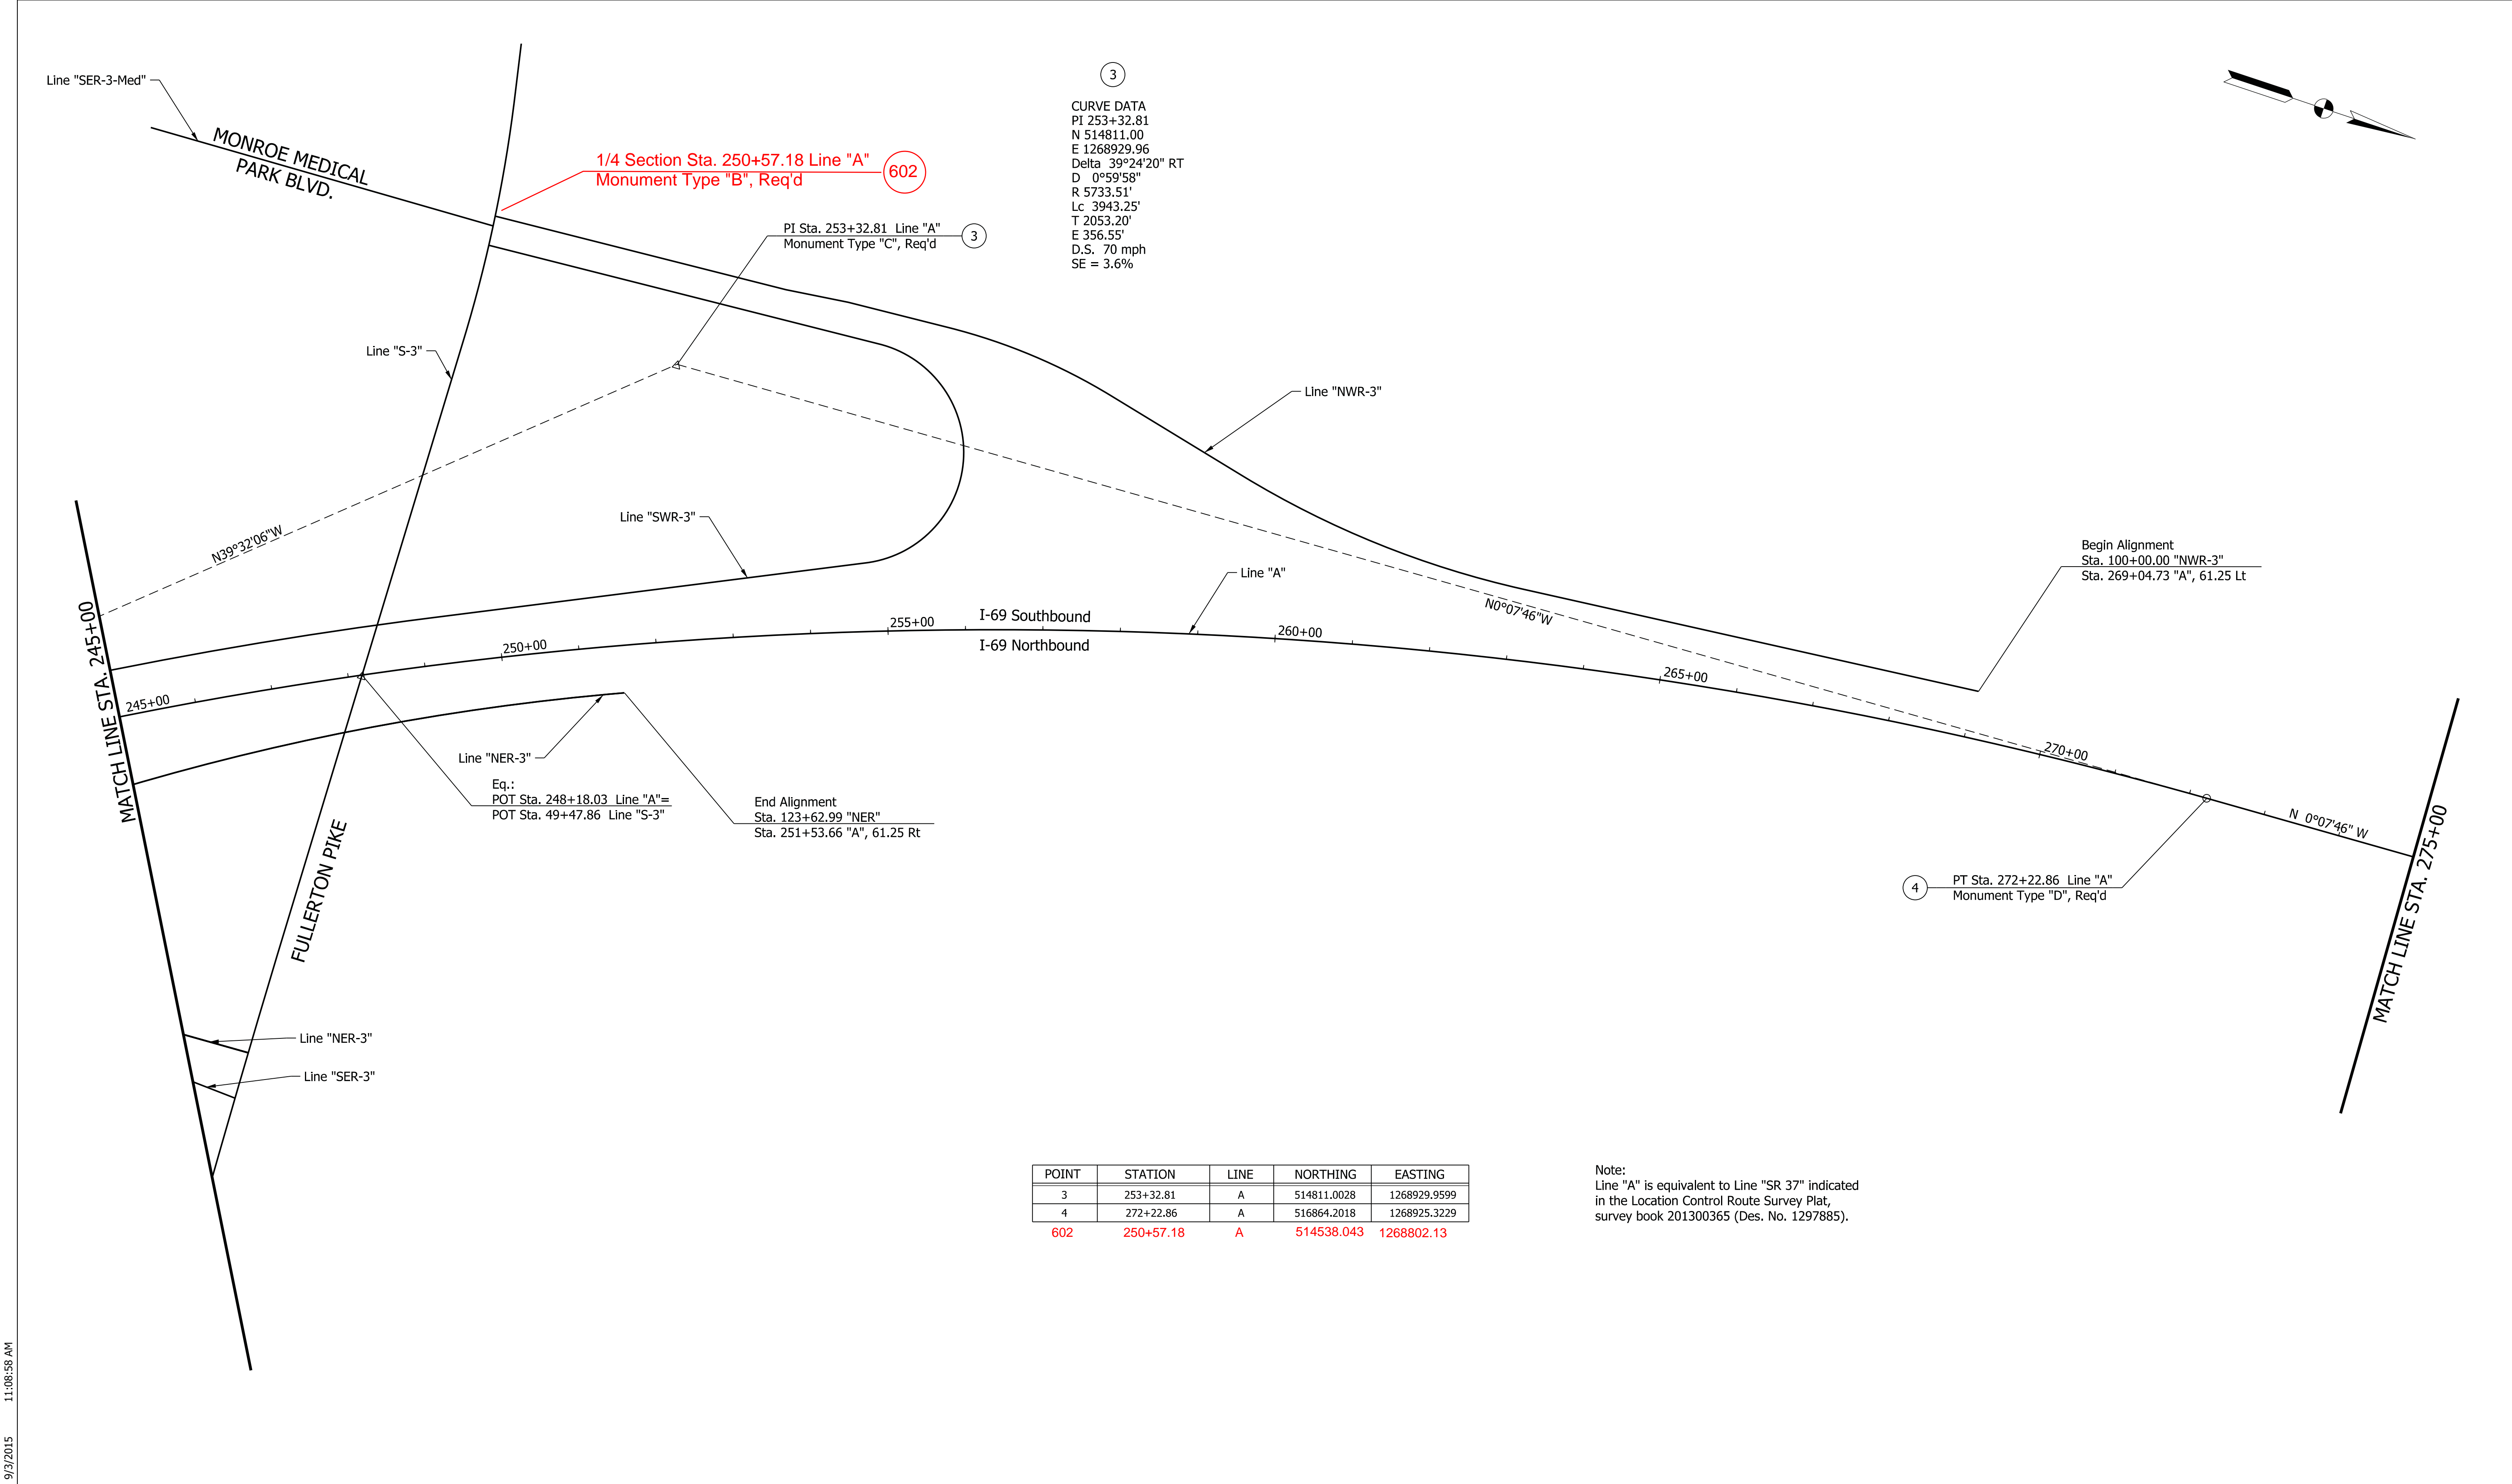 Line "SER-3-Med"
MONROE MEDICAL
PARK BLVD.
1/4 Section Sta. 250+57.18 Line "A"
Monument Type "B", Req'd
602
PI Sta. 253+32.81 Line "A"
Monument Type "C", Req'd
3
3
CURVE DATA
PI 253+32.81
N 514811.00
E 1268929.96
Delta 39°24'20" RT
D 0°59'58"
R 5733.51'
Lc 3943.25'
T 2053.20'
E 356.55'
D.S. 70 mph
SE = 3.6%
Line "S-3"
Line "NWR-3"
N39°32'06"W
Line "SWR-3"
Line "A"
N0°07'46"W
Begin Alignment
Sta. 100+00.00 "NWR-3"
Sta. 269+04.73 "A", 61.25 Lt
MATCH LINE STA. 245+00
245+00
250+00
255+00
I-69 Southbound
I-69 Northbound
260+00
265+00
270+00
N 0°07'46" W
MATCH LINE STA. 275+00
Line "NER-3"
Eq.:
POT Sta. 248+18.03 Line "A"=
POT Sta. 49+47.86 Line "S-3"
End Alignment
Sta. 123+62.99 "NER"
Sta. 251+53.66 "A", 61.25 Rt
4
PT Sta. 272+22.86 Line "A"
Monument Type "D", Req'd
FULLERTON PIKE
Line "NER-3"
Line "SER-3"
POINT STATION LINE NORTHING EASTING
3 253+32.81 A 514811.0028 1268929.9599
4 272+22.86 A 516864.2018 1268925.3229
602 250+57.18 A 514538.043 1268802.13
Note:
Line "A" is equivalent to Line "SR 37" indicated
in the Location Control Route Survey Plat,
survey book 201300365 (Des. No. 1297885).
9/3/2015 11:08:58 AM